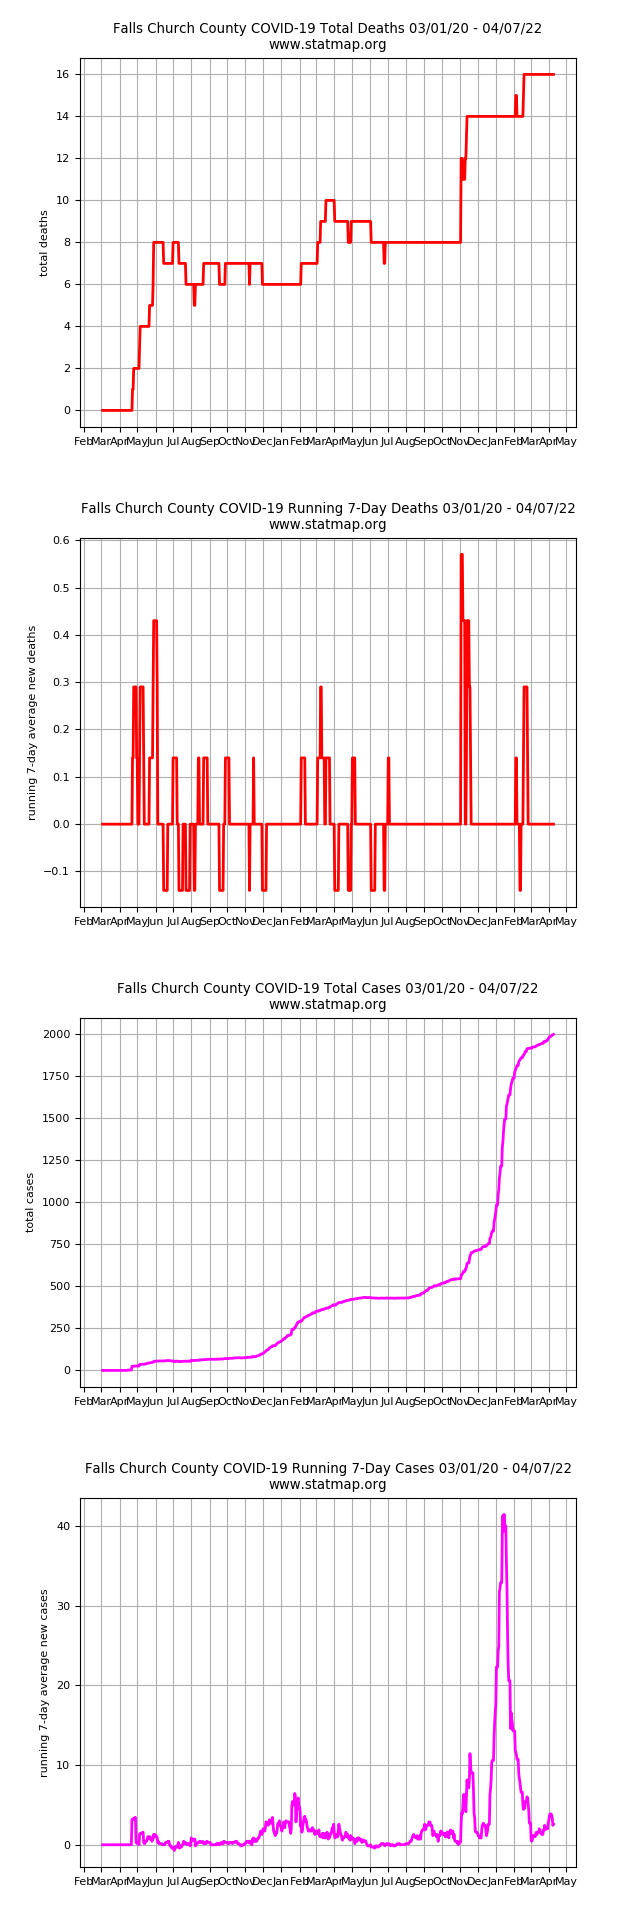 Falls Church County COVID-19 Total Deaths 03/01/20 - 04/07/22
www.statmap.org
16
14
12
10
8
6
4
2
0
total deaths
Feb Mar Apr May Jun Jul Aug Sep Oct Nov Dec Jan Feb Mar Apr May Jun Jul Aug Sep Oct Nov Dec Jan Feb Mar Apr May
Falls Church County COVID-19 Running 7-Day Deaths 03/01/20 - 04/07/22
www.statmap.org
0.6
0.5
0.4
0.3
0.2
0.1
0.0
−0.1
running 7-day average new deaths
Feb Mar Apr May Jun Jul Aug Sep Oct Nov Dec Jan Feb Mar Apr May Jun Jul Aug Sep Oct Nov Dec Jan Feb Mar Apr May
Falls Church County COVID-19 Total Cases 03/01/20 - 04/07/22
www.statmap.org
2000
1750
1500
1250
1000
750
500
250
0
total cases
Feb Mar Apr May Jun Jul Aug Sep Oct Nov Dec Jan Feb Mar Apr May Jun Jul Aug Sep Oct Nov Dec Jan Feb Mar Apr May
Falls Church County COVID-19 Running 7-Day Cases 03/01/20 - 04/07/22
www.statmap.org
40
30
20
10
0
running 7-day average new cases
Feb Mar Apr May Jun Jul Aug Sep Oct Nov Dec Jan Feb Mar Apr May Jun Jul Aug Sep Oct Nov Dec Jan Feb Mar Apr May